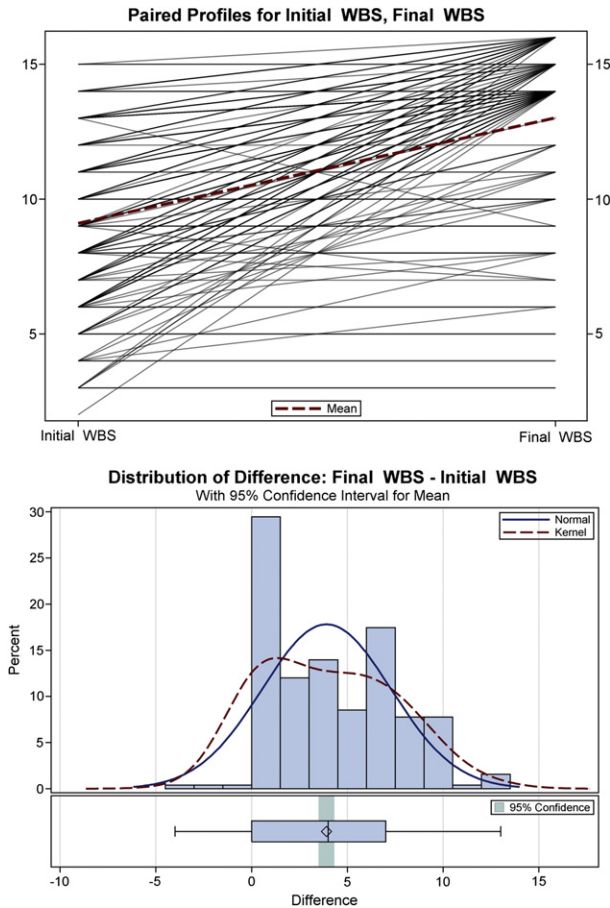 Paired Profiles for Initial WBS, Final WBS
15 15
10 10
5 5
Mean
Initial WBS Final WBS
Distribution of Difference: Final WBS - Initial WBS
With 95% Confidence Interval for Mean
30
25
20
15
10
5
0
Percent
Normal
Kernel
95% Confidence
-10 -5 0 5 10 15
Difference